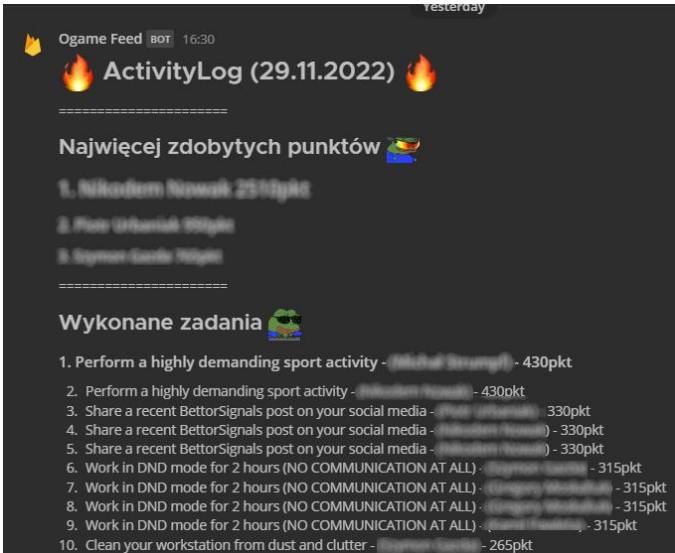 Yesterday
Ogame Feed BOT 16:30
ActivityLog (29.11.2022)
======================
Najwięcej zdobytych punktów
1.
2.
3.
======================
Wykonane zadania
1. Perform a highly demanding sport activity - - 430pkt
2. Perform a highly demanding sport activity - - 430pkt
3. Share a recent BettorSignals post on your social media - 330pkt
4. Share a recent BettorSignals post on your social media - ) - 330pkt
5. Share a recent BettorSignals post on your social media - ) - 330pkt
6. Work in DND mode for 2 hours (NO COMMUNICATION AT ALL) - - 315pkt
7. Work in DND mode for 2 hours (NO COMMUNICATION AT ALL) - - 315pkt
8. Work in DND mode for 2 hours (NO COMMUNICATION AT ALL) - - 315pkt
9. Work in DND mode for 2 hours (NO COMMUNICATION AT ALL) - - 315pkt
10. Clean your workstation from dust and clutter - - 265pkt